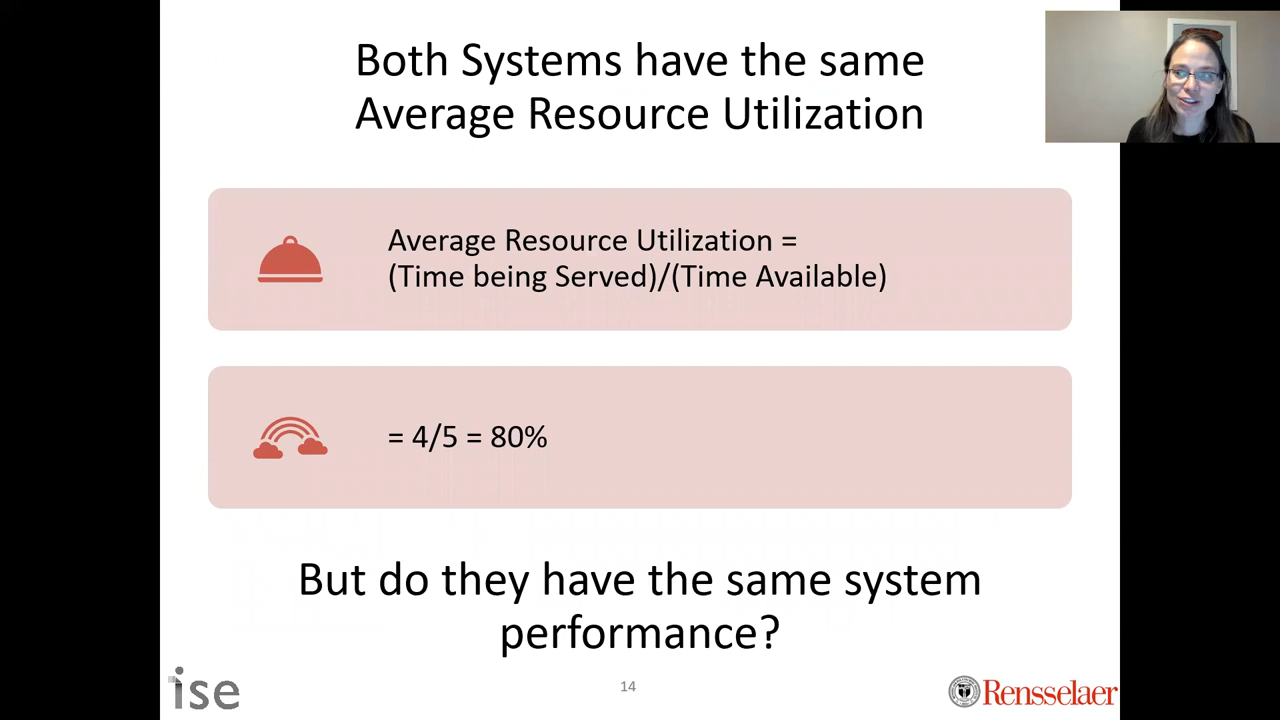 Both Systems have the same
Average Resource Utilization
Average Resource Utilization =
(Time being Served)/(Time Available)
= 4/5 = 80%
But do they have the same system
performance?
ise
14
Rensselaer